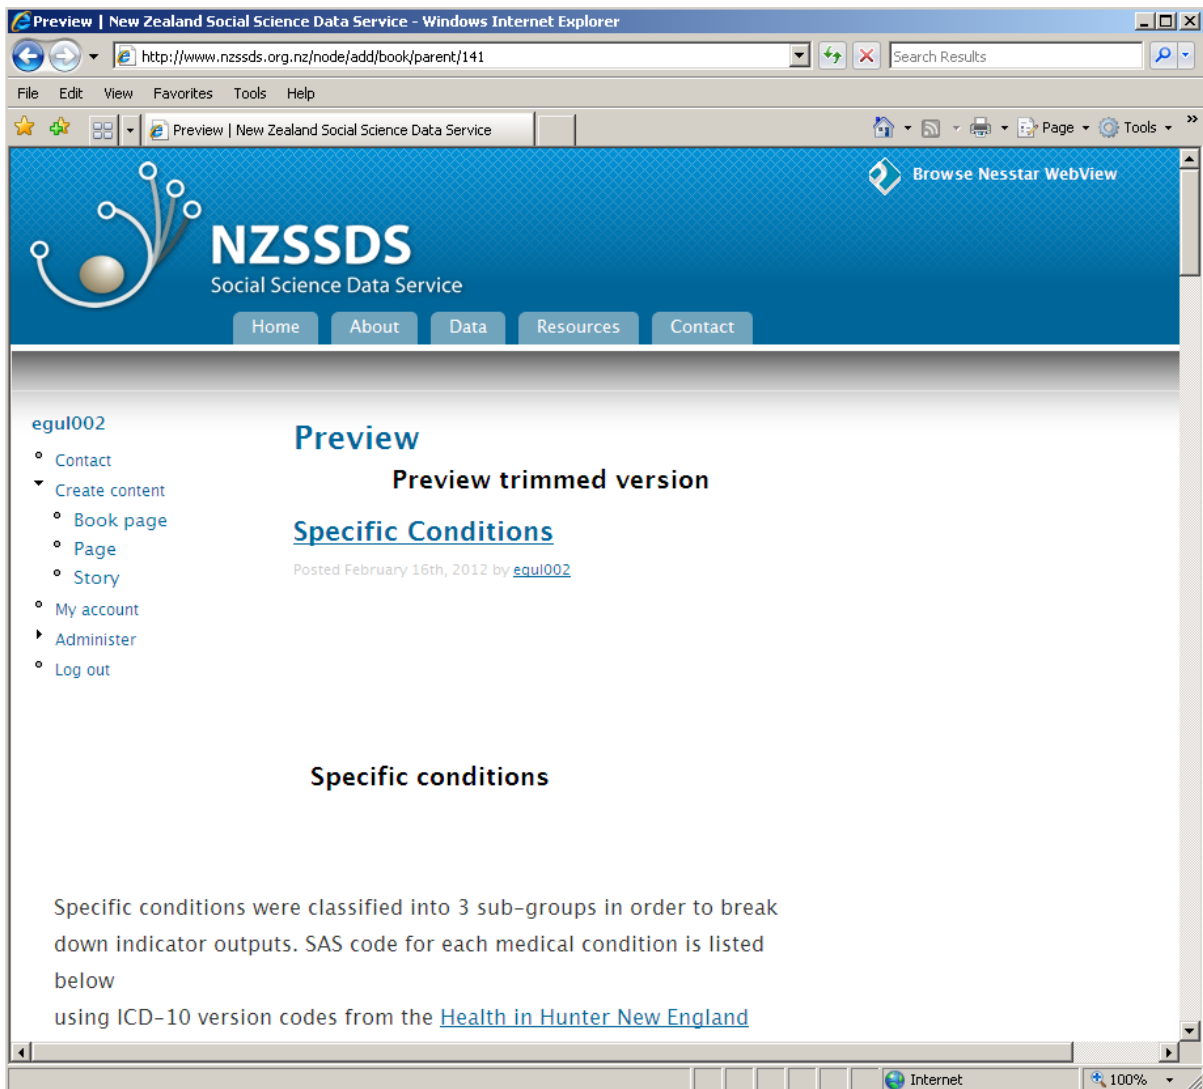 Preview | New Zealand Social Science Data Service - Windows Internet Explorer
http://www.nzssds.org.nz/node/add/book/parent/141
Search Results
File Edit View Favorites Tools Help
Preview | New Zealand Social Science Data Service
Page Tools »
Browse Nesstar WebView
NZSSDS
Social Science Data Service
Home About Data Resources Contact
egul002
Contact
Create content
Book page
Page
Story
My account
Administer
Log out
Preview
Preview trimmed version
Specific Conditions
Posted February 16th, 2012 by egul002
Specific conditions
Specific conditions were classified into 3 sub-groups in order to break
down indicator outputs. SAS code for each medical condition is listed
below
using ICD-10 version codes from the Health in Hunter New England
Internet 100%